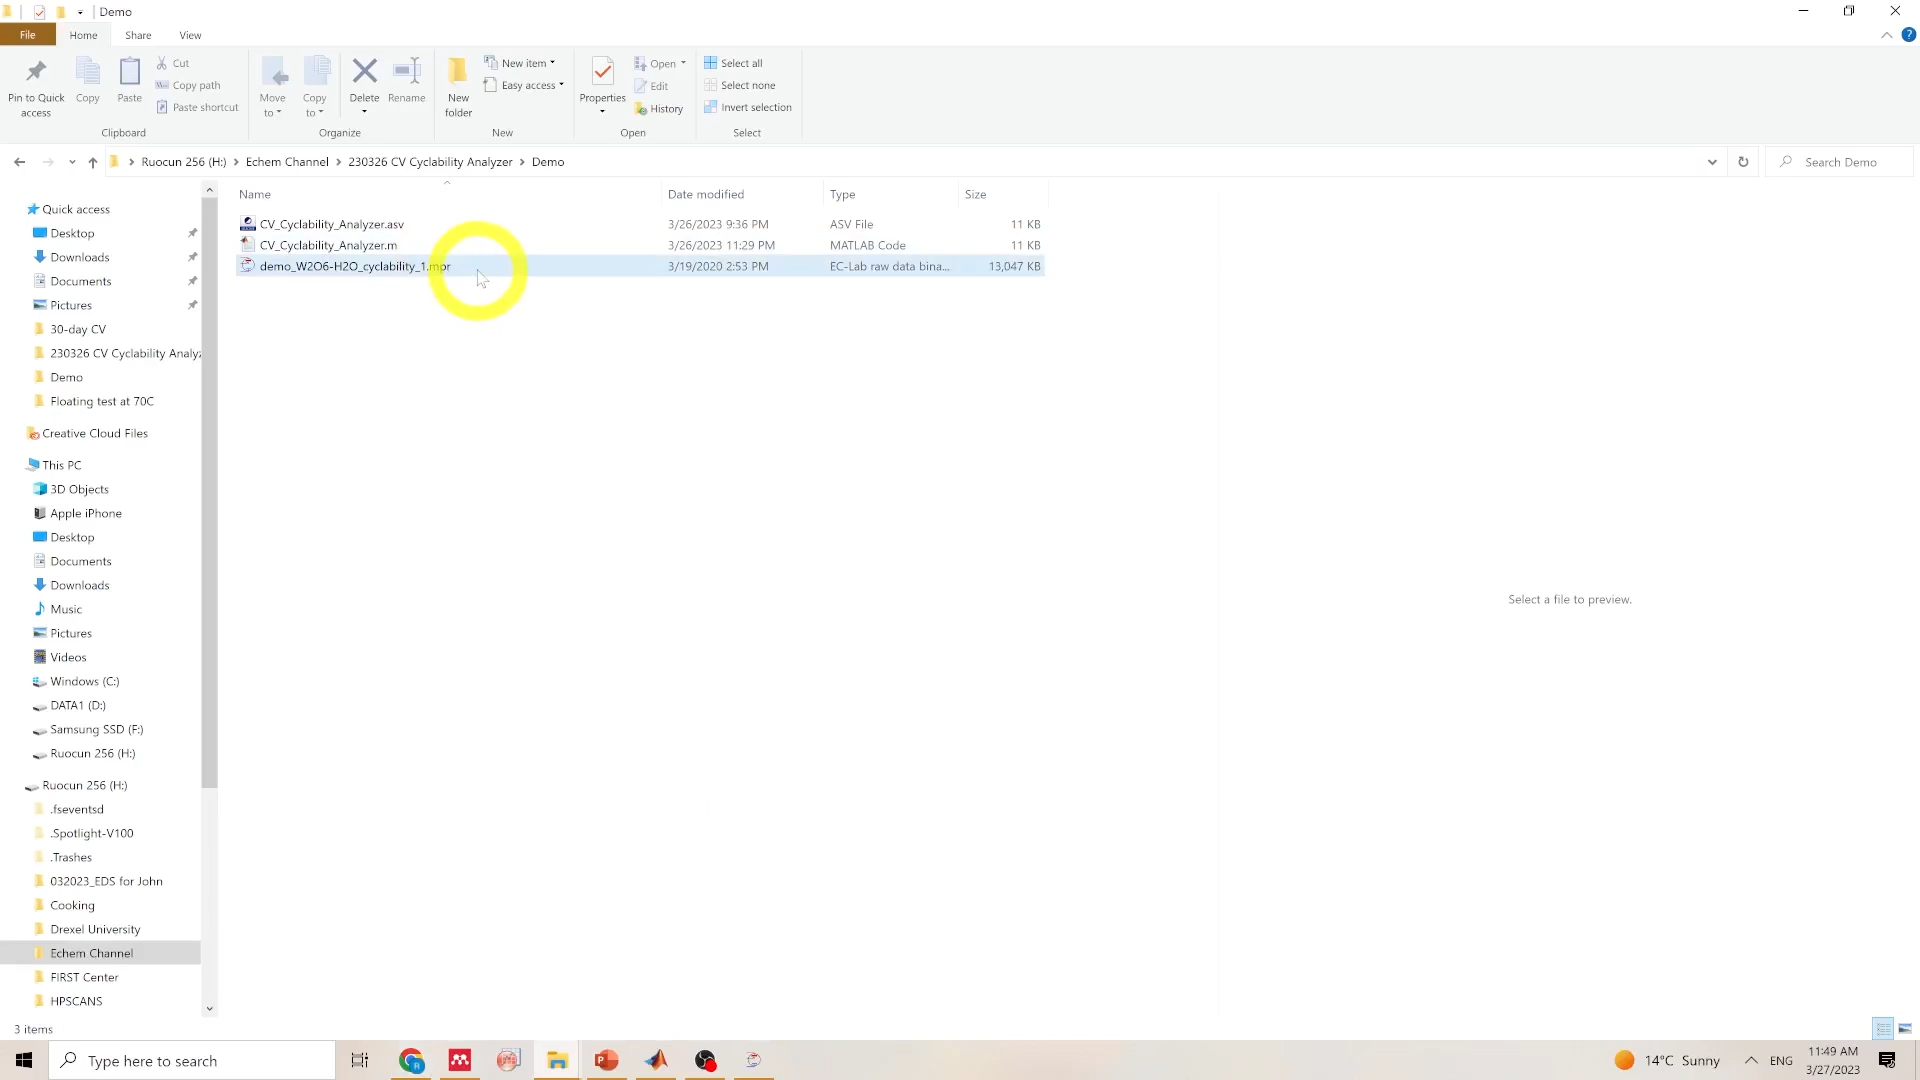 Demo
File
Home
Share
View
Pin to Quick access
Copy
Paste
Cut
Copy path
Paste shortcut
Clipboard
Move to
Copy to
Delete
Rename
Organize
New folder
New item
Easy access
New
Properties
Open
Edit
History
Open
Select all
Select none
Invert selection
Select
Ruocun 256 (H:)
Echem Channel
230326 CV Cyclability Analyzer
Demo
Search Demo
Name
Date modified
Type
Size
CV_Cyclability_Analyzer.asv
3/26/2023 9:36 PM
ASV File
11 KB
CV_Cyclability_Analyzer.m
3/26/2023 11:29 PM
MATLAB Code
11 KB
demo_W2O6-H2O_cyclability_1.mpr
3/19/2020 2:53 PM
EC-Lab raw data bina...
13,047 KB
Quick access
Desktop
Downloads
Documents
Pictures
30-day CV
230326 CV Cyclability Analyz
Demo
Floating test at 70C
Creative Cloud Files
This PC
3D Objects
Apple iPhone
Desktop
Documents
Downloads
Music
Pictures
Videos
Windows (C:)
DATA1 (D:)
Samsung SSD (F:)
Ruocun 256 (H:)
Ruocun 256 (H:)
.fseventsd
.Spotlight-V100
.Trashes
032023_EDS for John
Cooking
Drexel University
Echem Channel
FIRST Center
HPSCANS
Select a file to preview.
3 items
Type here to search
14°C Sunny
ENG
11:49 AM
3/27/2023